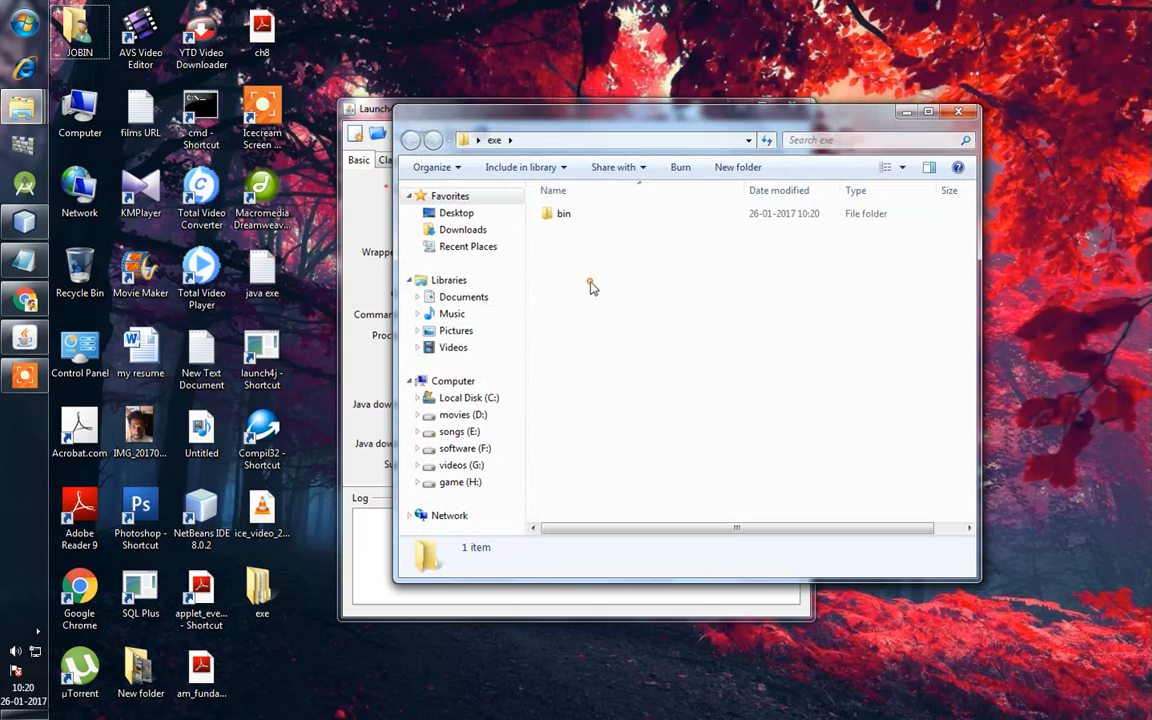 JOBIN
AVS Video
Editor
YTD Video
Downloader
ch8
Computer
films URL
cmd -
Shortcut
Icecream
Screen ...
Network
KMPlayer
Total Video
Converter
Macromedia
Dreamweav...
Recycle Bin
Movie Maker
Total Video
Player
java exe
Control Panel
my resume
New Text
Document
launch4j -
Shortcut
Acrobat.com
IMG_20170...
Untitled
Compil32 -
Shortcut
Adobe
Reader 9
Photoshop -
Shortcut
NetBeans IDE
8.0.2
ice_video_2...
Google
Chrome
SQL Plus
applet_eve...
- Shortcut
exe
µTorrent
New folder
am_funda...
10:20
26-01-2017
Launch
Basic
Cla
*
Wrappe
Comman
Proc
Java dow
Java dow
Su
Log
exe
Search exe
Organize
Include in library
Share with
Burn
New folder
Name
Date modified
Type
Size
bin
26-01-2017 10:20
File folder
Favorites
Desktop
Downloads
Recent Places
Libraries
Documents
Music
Pictures
Videos
Computer
Local Disk (C:)
movies (D:)
songs (E:)
software (F:)
videos (G:)
game (H:)
Network
1 item